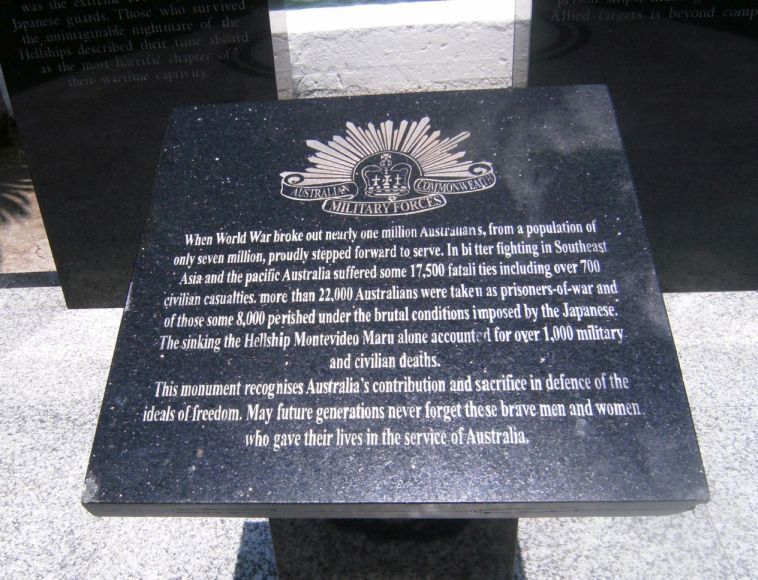 was the extreme
Japanese guards. Those who survived
the unimaginable nightmare of the
Hellships described their time aboard
as the most horrific chapter of
their wartime captivity.
prison ships,
Allied targets is beyond comp
AUSTRALIAN COMMONWEALT
MILITARY FORCES
When World War broke out nearly one million Australians, from a population of
only seven million, proudly stepped forward to serve. In bi tter fighting in Southeast
Asia and the pacific Australia suffered some 17,500 fatali ties including over 700
civilian casualties. more than 22,000 Australians were taken as prisoners-of-war and
of those some 8,000 perished under the brutal conditions imposed by the Japanese.
The sinking the Hellship Montevideo Maru alone accounted for over 1,000 military
and civilian deaths.
This monument recognises Australia's contribution and sacrifice in defence of the
ideals of freedom. May future generations never forget these brave men and women
who gave their lives in the service of Australia.